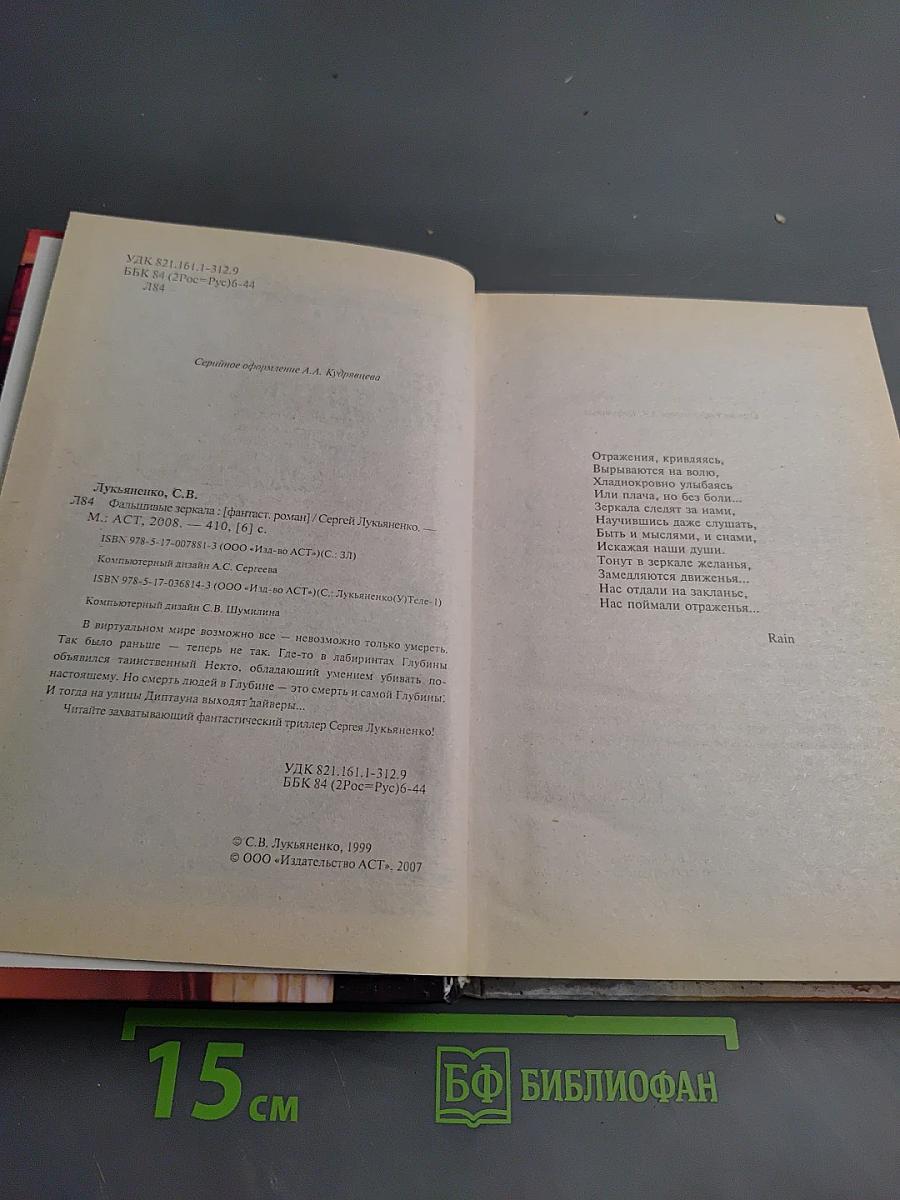 УДК 821.161.1-312.9
ББК 84 (2Рос=Рус)6-44
Л84
Серийное оформление А.А. Кудрявцева
Лукьяненко, С.В.
Л84 Фальшивые зеркала : [фантаст. роман] / Сергей Лукьяненко. —
М.: АСТ, 2008. — 410, [6] с.
ISBN 978-5-17-007881-3 (ООО «Изд-во АСТ»)(С.: ЗЛ)
Компьютерный дизайн А.С. Сергеева
ISBN 978-5-17-036814-3 (ООО «Изд-во АСТ»)(С.: Лукьяненко(У)Теле-1)
Компьютерный дизайн С.В. Шумилина
В виртуальном мире возможно все — невозможно только умереть.
Так было раньше — теперь не так. Где-то в лабиринтах Глубины
объявился таинственный Некто, обладающий умением убивать по-
настоящему. Но смерть людей в Глубине — это смерть и самой Глубины.
И тогда на улицы Диптауна выходят дайверы...
Читайте захватывающий фантастический триллер Сергея Лукьяненко!
УДК 821.161.1-312.9
ББК 84 (2Рос=Рус)6-44
© С.В. Лукьяненко, 1999
© ООО «Издательство АСТ», 2007
Отражения, кривляясь,
Вырываются на волю,
Хладнокровно улыбаясь
Или плача, но без боли...
Зеркала следят за нами,
Научившись даже слушать,
Быть и мыслями, и снами,
Искажая наши души.
Тонут в зеркале желанья,
Замедляются движенья...
Нас отдали на закланье,
Нас поймали отраженья...
Rain
15 см
БФ БИБЛИОФАН